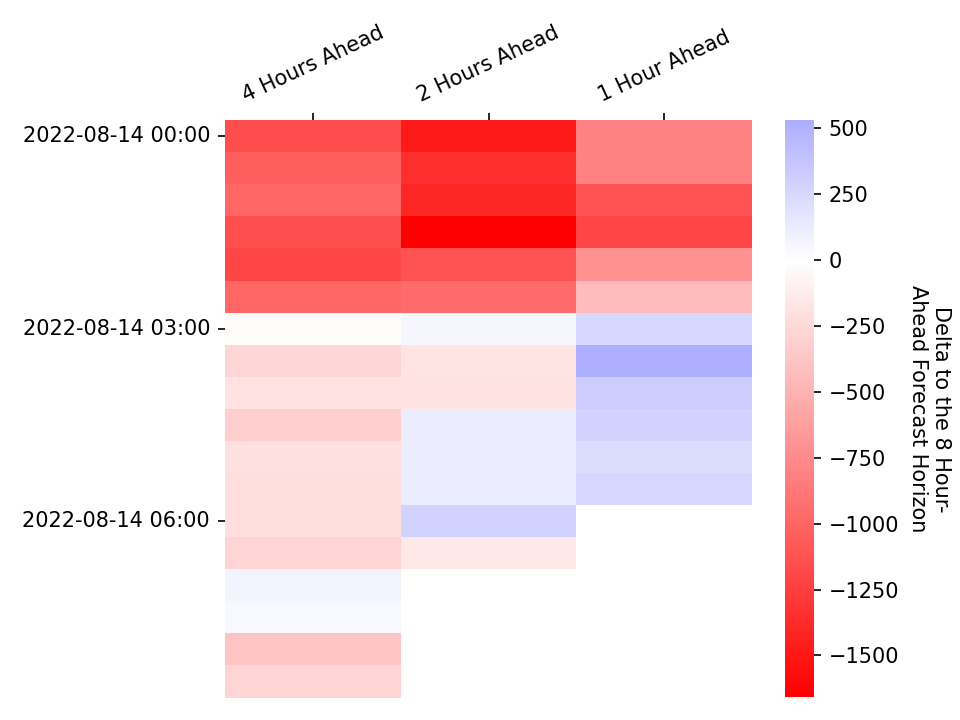 4 Hours Ahead
2 Hours Ahead
1 Hour Ahead
2022-08-14 00:00
2022-08-14 03:00
2022-08-14 06:00
500
250
0
−250
−500
−750
−1000
−1250
−1500
Delta to the 8 Hour-
Ahead Forecast Horizon